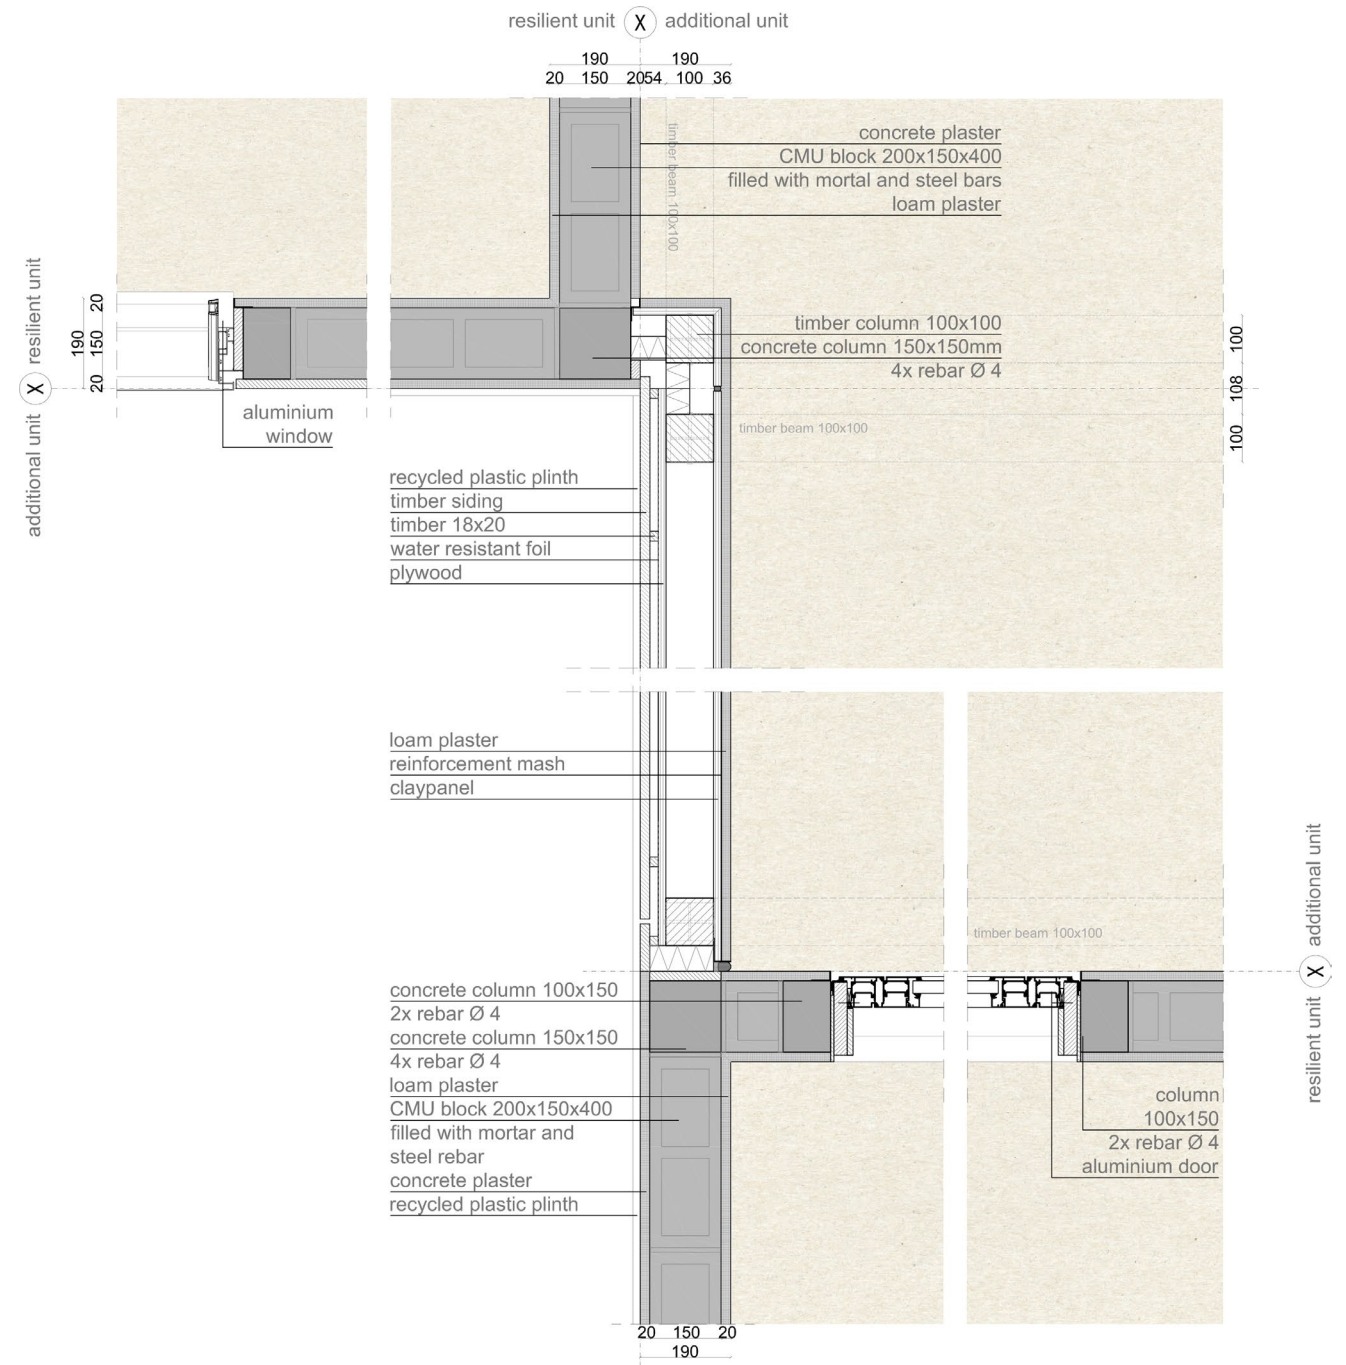 resilient unit X additional unit
190 190
20 150 20 54 100 36
concrete plaster
CMU block 200x150x400
filled with mortal and steel bars
loam plaster
timber beam 100x100
resilient unit
X
additional unit
190
20
150
20
timber column 100x100
concrete column 150x150mm
4x rebar Ø 4
100
108
100
timber beam 100x100
aluminium
window
recycled plastic plinth
timber siding
timber 18x20
water resistant foil
plywood
loam plaster
reinforcement mash
claypanel
timber beam 100x100
additional unit
X
resilient unit
concrete column 100x150
2x rebar Ø 4
concrete column 150x150
4x rebar Ø 4
loam plaster
CMU block 200x150x400
filled with mortar and
steel rebar
concrete plaster
recycled plastic plinth
column
100x150
2x rebar Ø 4
aluminium door
20 150 20
190